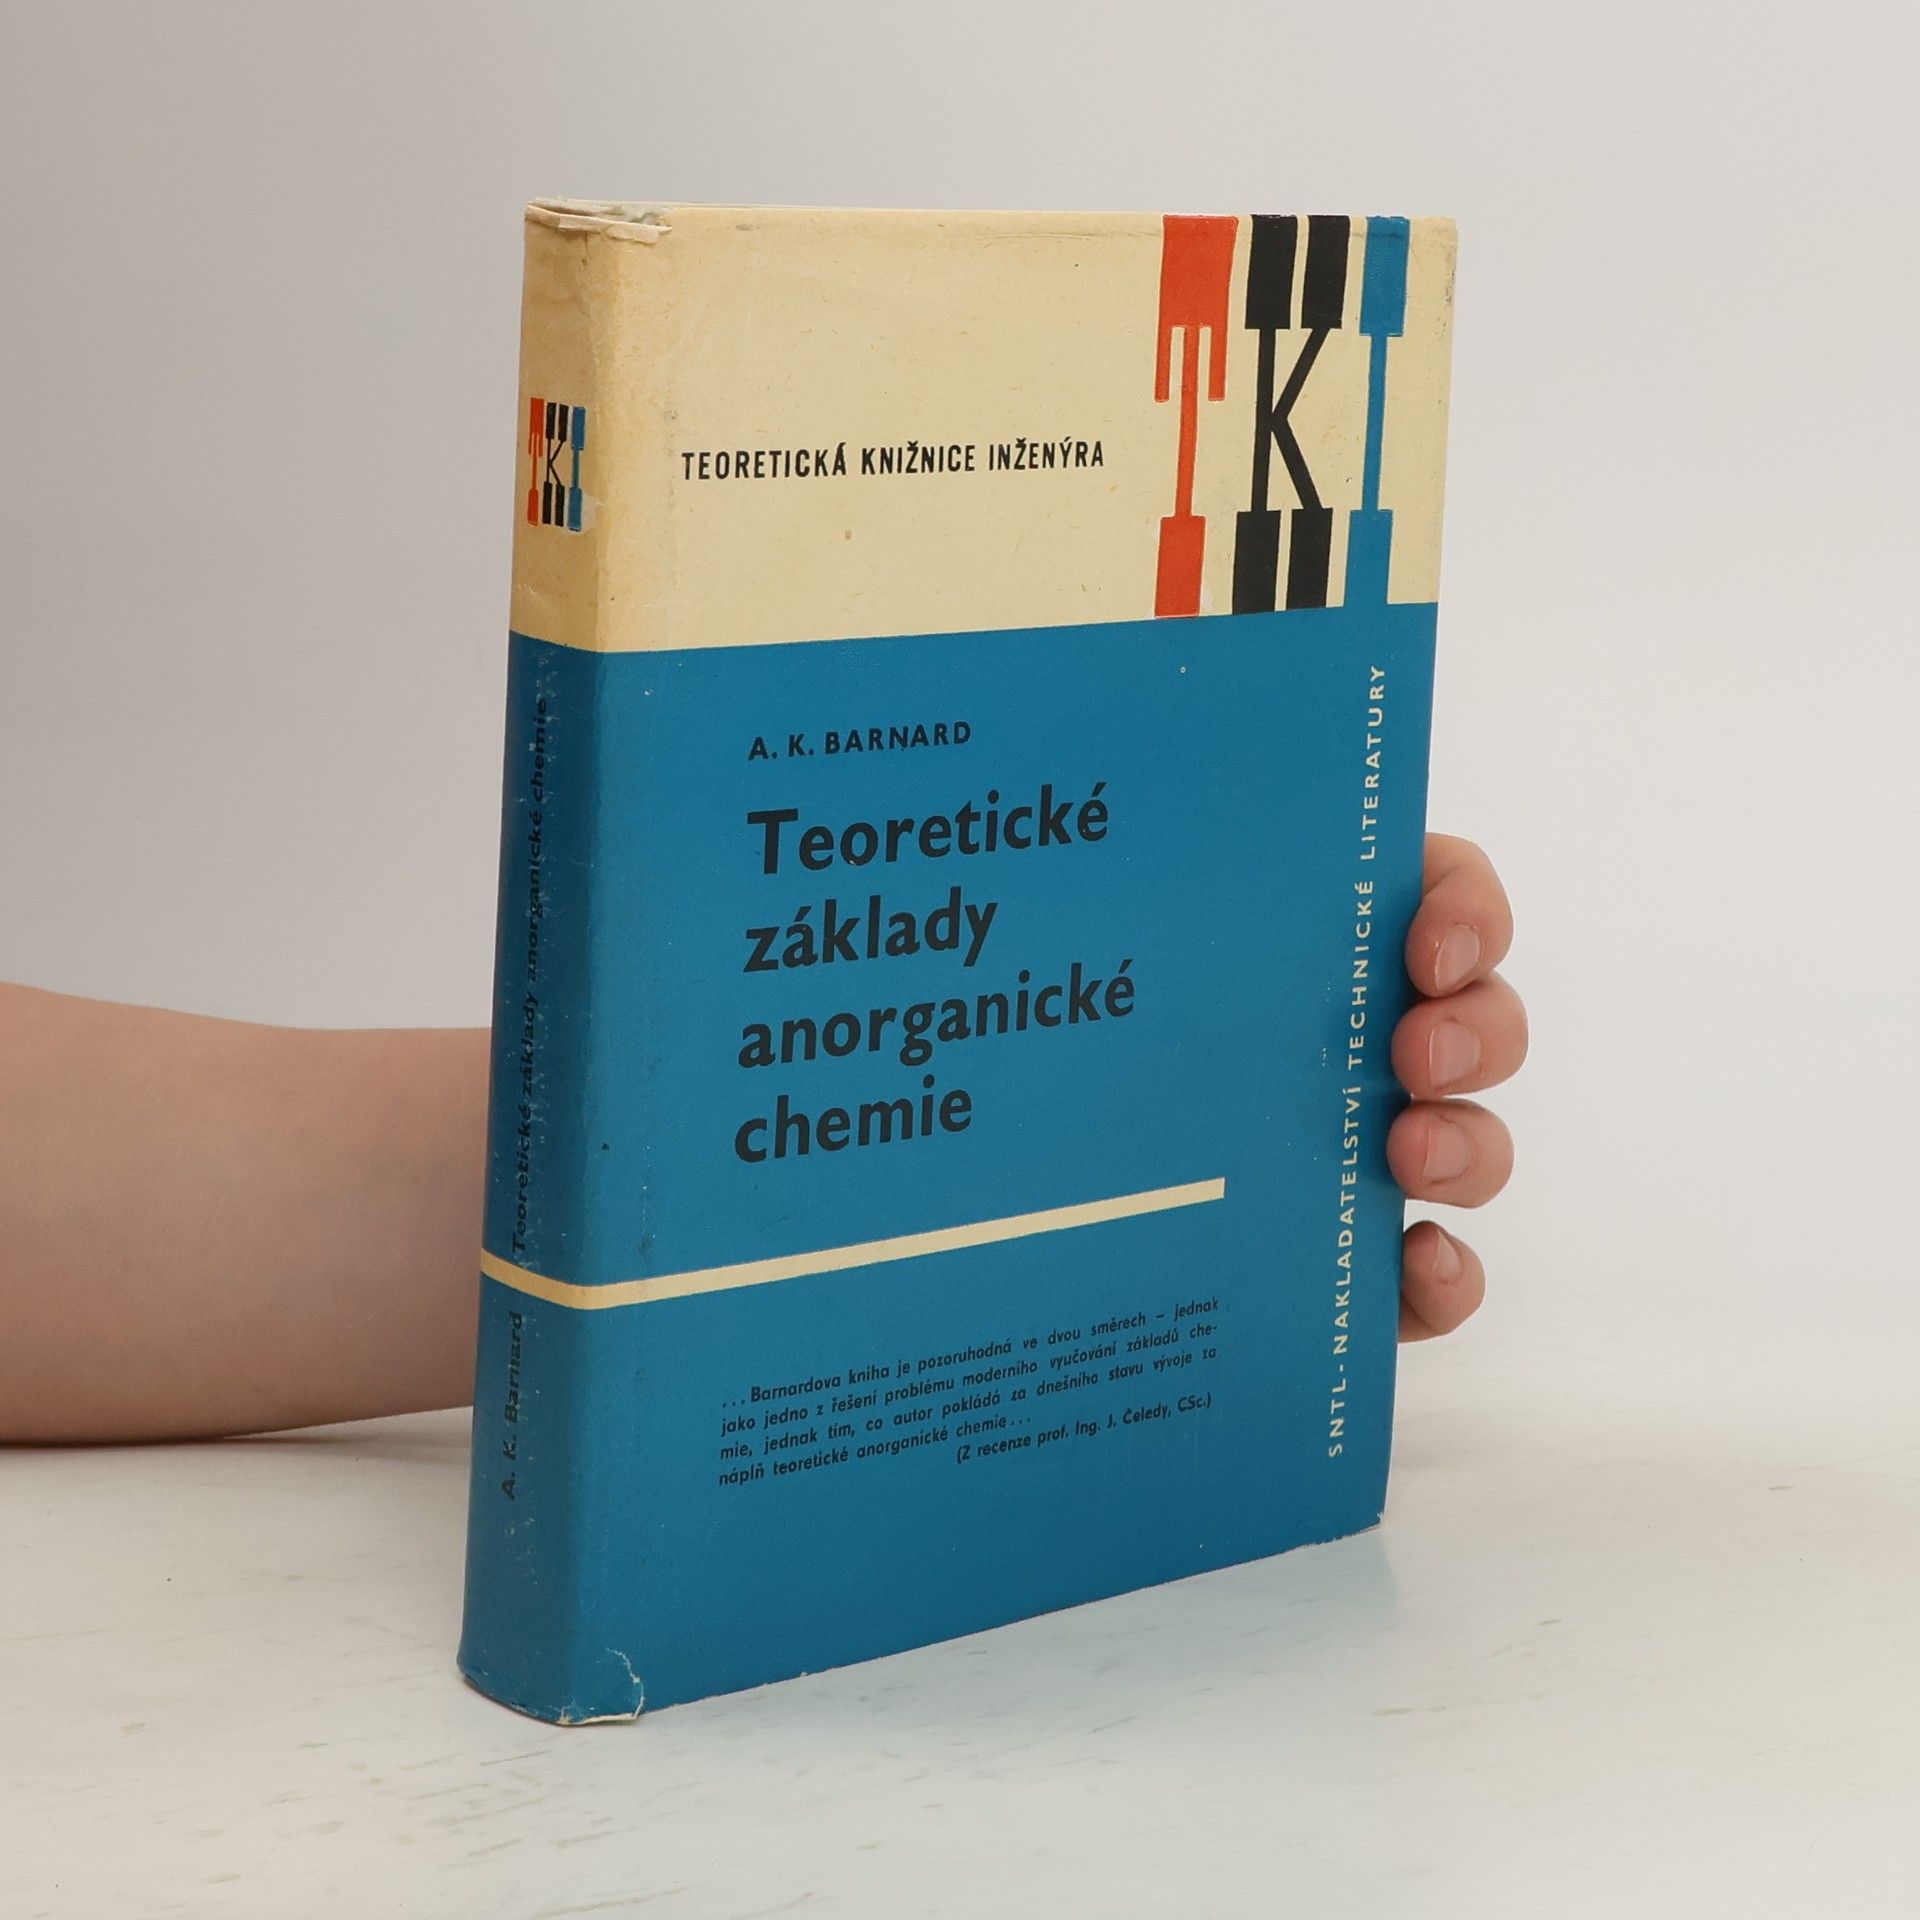 TKI
TEORETICKÁ KNIŽNICE INŽENÝRA
TKI
A. K. BARNARD
Teoretické
základy
anorganické
chemie
...Barnardova kniha je pozoruhodná ve dvou směrech – jednak
jako jedno z řešení problému moderního vyučování základů che-
mie, jednak tím, co autor pokládá za dnešního stavu vývoje za
náplň teoretické anorganické chemie...
(Z recenze prof. Ing. J. Čeledy, CSc.)
SNTL-NAKLADATELSTVÍ TECHNICKÉ LITERATURY
A. K. Barnard Teoretické základy anorganické chemie